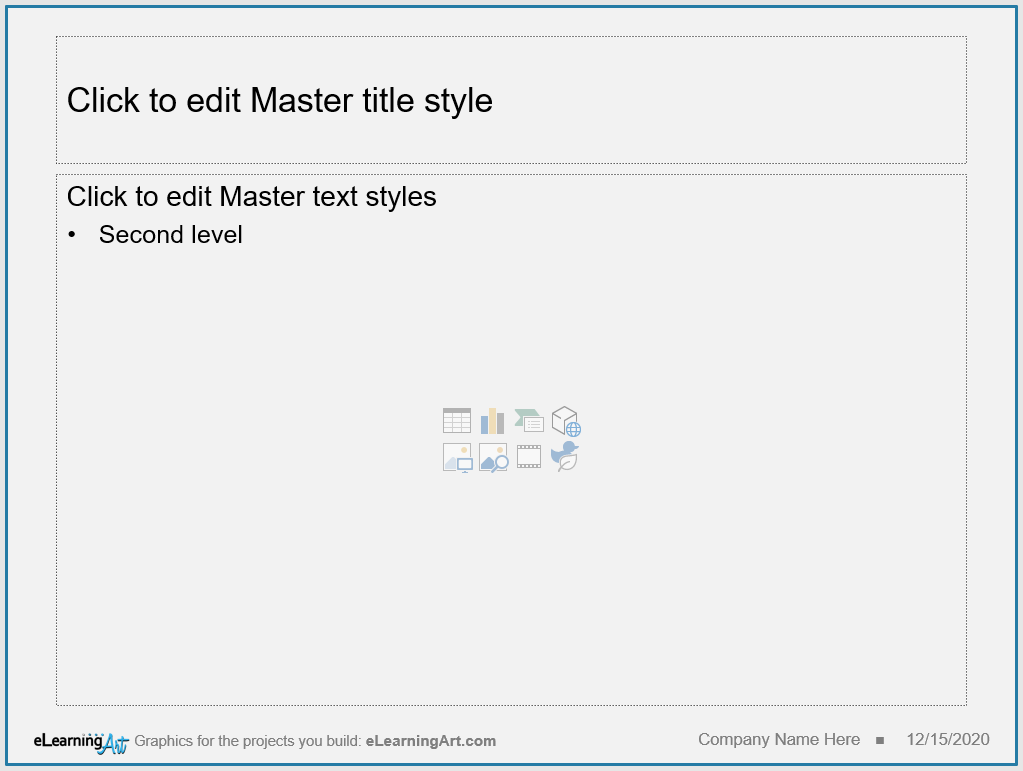 Click to edit Master title style
Click to edit Master text styles
• Second level
eLearningArt Graphics for the projects you build: eLearningArt.com Company Name Here ■ 12/15/2020